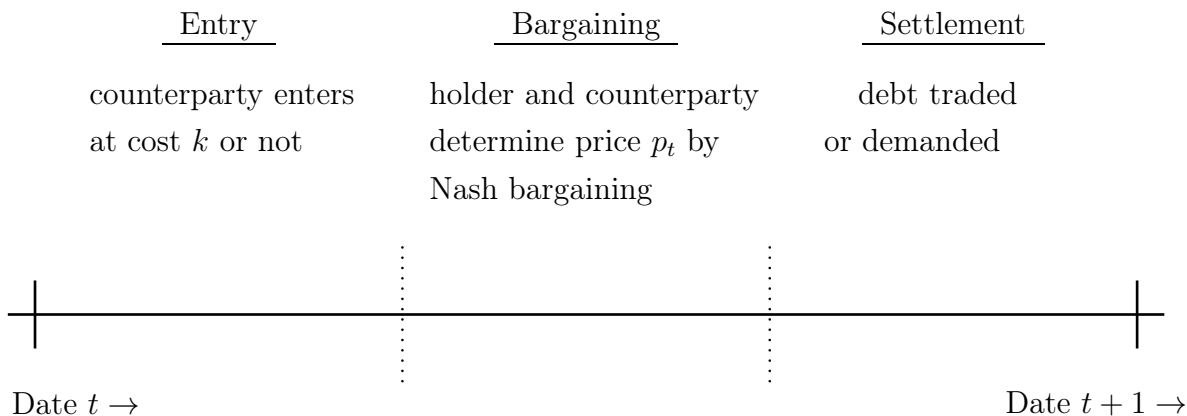 Entry
Bargaining
Settlement
counterparty enters
at cost k or not
holder and counterparty
determine price p_t by
Nash bargaining
debt traded
or demanded
Date t →
Date t + 1 →